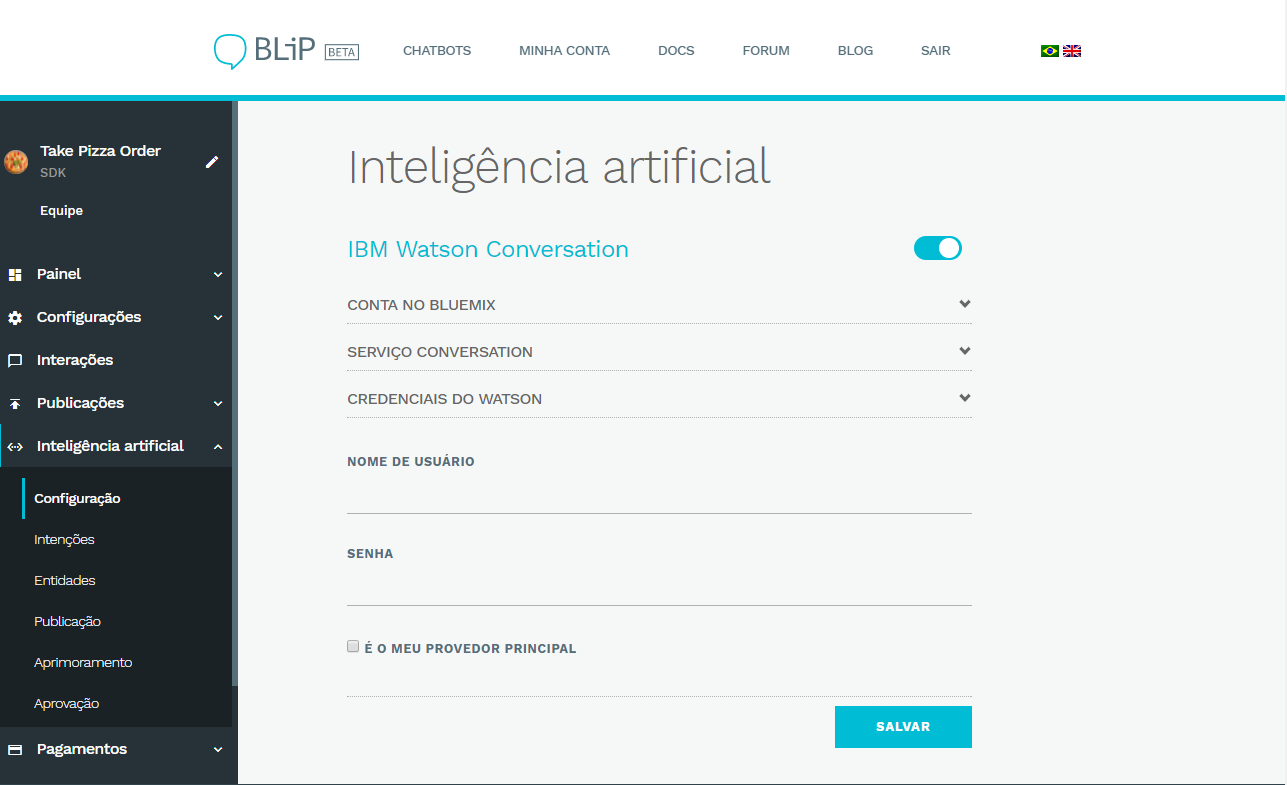 BLiP BETA
CHATBOTS
MINHA CONTA
DOCS
FORUM
BLOG
SAIR
Take Pizza Order
SDK
Equipe
Painel
Configurações
Interações
Publicações
Inteligência artificial
Configuração
Intenções
Entidades
Publicação
Aprimoramento
Aprovação
Pagamentos
Inteligência artificial
IBM Watson Conversation
CONTA NO BLUEMIX
SERVIÇO CONVERSATION
CREDENCIAIS DO WATSON
NOME DE USUÁRIO
SENHA
É O MEU PROVEDOR PRINCIPAL
SALVAR